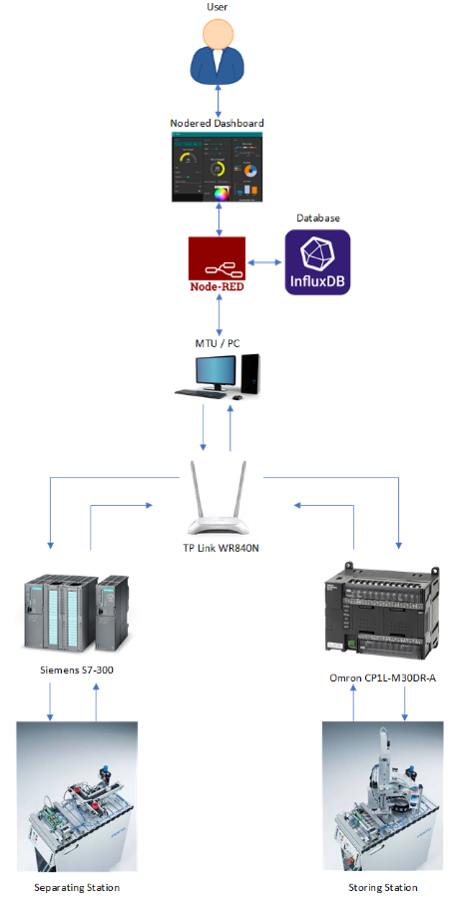 User
Nodered Dashboard
Database
Node-RED
InfluxDB
MTU / PC
TP Link WR840N
Siemens S7-300
Omron CP1L-M30DR-A
Separating Station
Storing Station